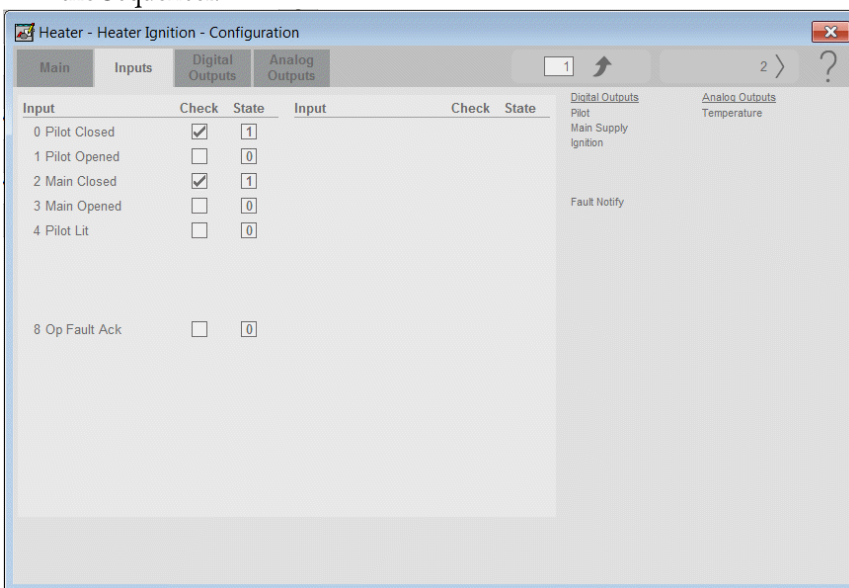 Heater - Heater Ignition - Configuration
Main Inputs Digital Outputs Analog Outputs 1 2 ?
Input Check State Input Check State
0 Pilot Closed 1
1 Pilot Opened 0
2 Main Closed 1
3 Main Opened 0
4 Pilot Lit 0
8 Op Fault Ack 0
Digital Outputs
Pilot
Main Supply
Ignition
Fault Notify
Analog Outputs
Temperature